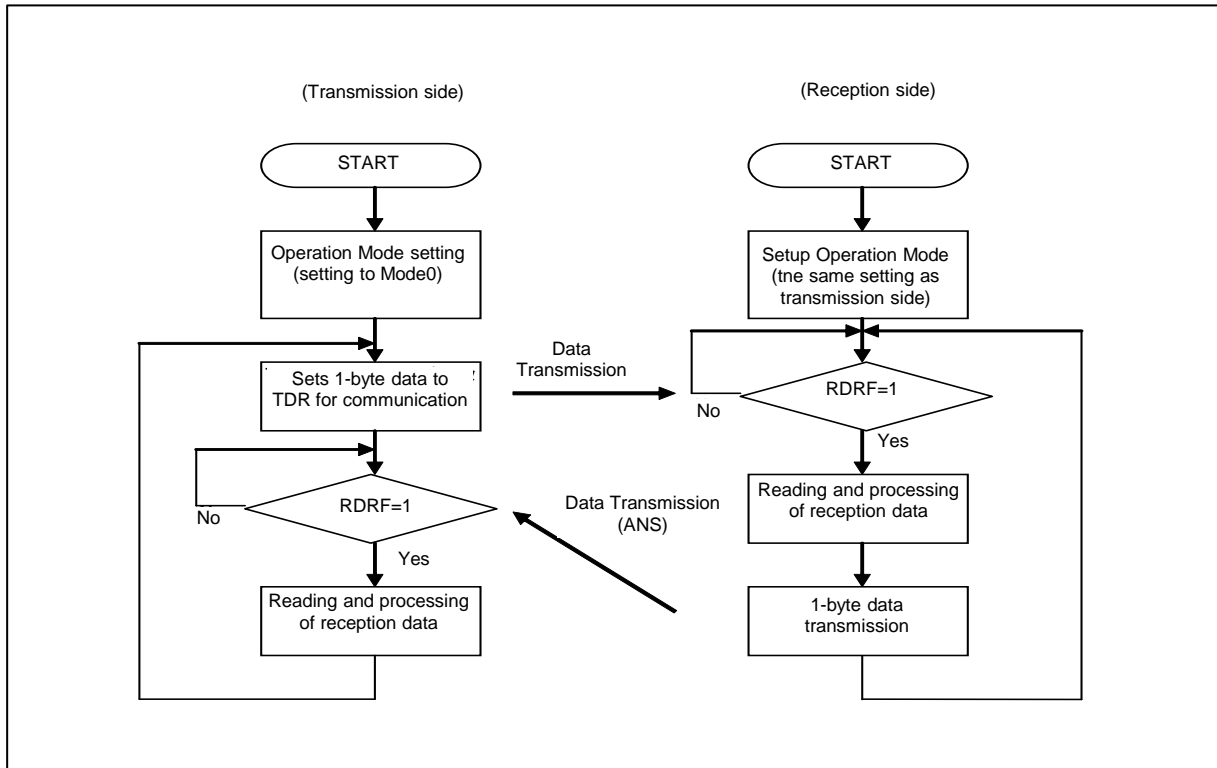 (Transmission side)
START
Operation Mode setting
(setting to Mode0)
Sets 1-byte data to
TDR for communication
RDRF=1
No
Yes
Reading and processing
of reception data
Data
Transmission
Data Transmission
(ANS)
(Reception side)
START
Setup Operation Mode
(tne same setting as
transmission side)
RDRF=1
No
Yes
Reading and processing
of reception data
1-byte data
transmission